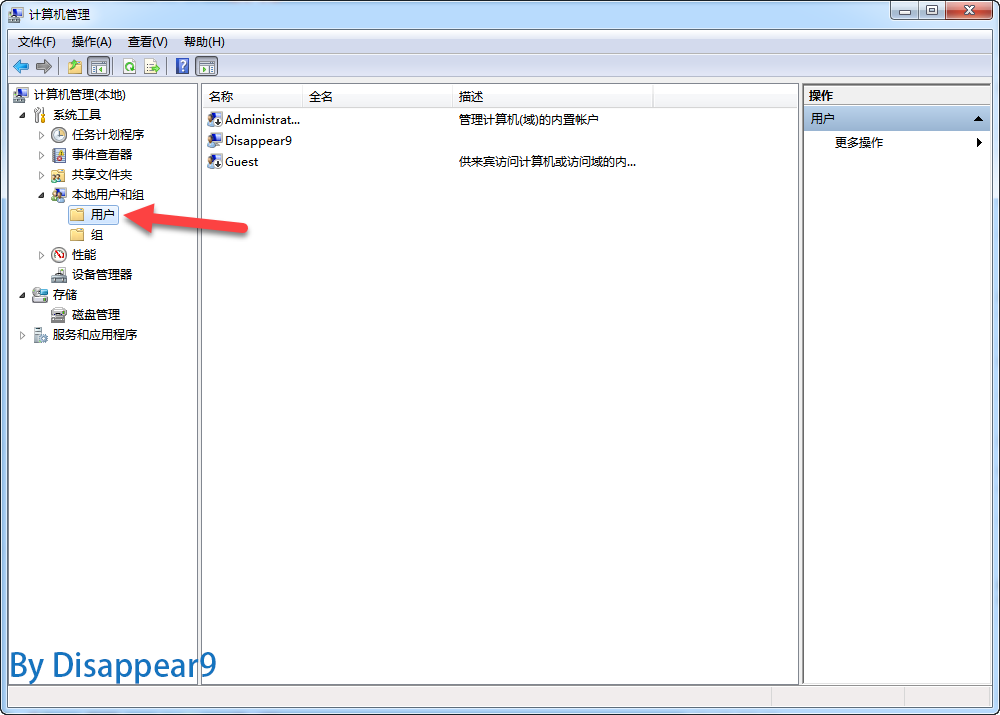 计算机管理
文件(F) 操作(A) 查看(V) 帮助(H)
计算机管理(本地)
系统工具
任务计划程序
事件查看器
共享文件夹
本地用户和组
用户
组
性能
设备管理器
存储
磁盘管理
服务和应用程序
名称 全名 描述
Administrat... 管理计算机(域)的内置帐户
Disappear9
Guest 供来宾访问计算机或访问域的内...
操作
用户
更多操作
By Disappear9